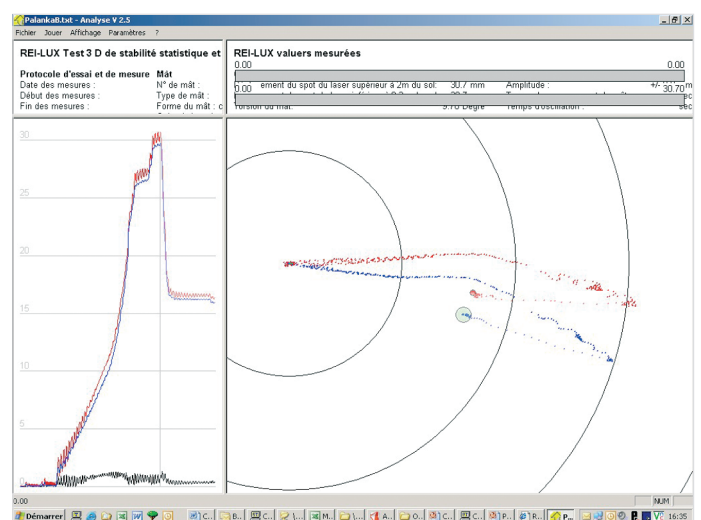 PalankaB.txt - Analyse V 2.5
Fichier Jouer Affichage Paramètres ?
REI-LUX Test 3 D de stabilité statistique et
Protocole d'essai et de mesure Mât
Date des mesures : N° de mât :
Début des mesures : Type de mât :
Fin des mesures : Forme du mât : c
REI-LUX valuers mesurées
0.00 0.00
ement du spot du laser supérieur à 2m du sol: 30.7 mm Amplitude : +/-
0.00 30.70
Torsion du mât: 9.70 Degré Temps d'oscillation : sec
30
25
20
15
10
5
0
0.00 NUM
Démarrer C... B... C... \... M... \... A... O... C... C... P... R... P... 16:35